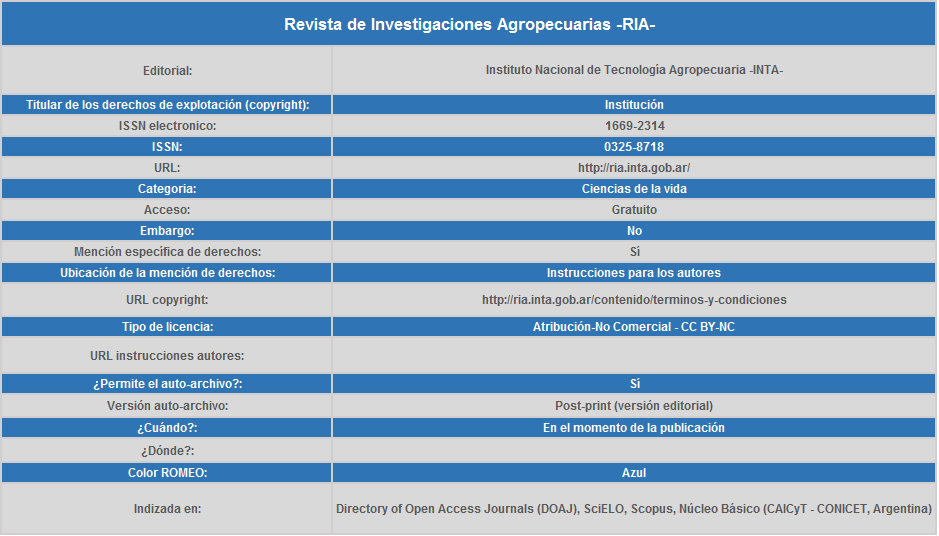 Revista de Investigaciones Agropecuarias -RIA-
Editorial: Instituto Nacional de Tecnología Agropecuaria -INTA-
Titular de los derechos de explotación (copyright): Institución
ISSN electronico: 1669-2314
ISSN: 0325-8718
URL: http://ria.inta.gob.ar/
Categoria: Ciencias de la vida
Acceso: Gratuito
Embargo: No
Mención específica de derechos: Sí
Ubicación de la mención de derechos: Instrucciones para los autores
URL copyright: http://ria.inta.gob.ar/contenido/terminos-y-condiciones
Tipo de licencia: Atribución-No Comercial - CC BY-NC
URL instrucciones autores:
¿Permite el auto-archivo?: Sí
Versión auto-archivo: Post-print (versión editorial)
¿Cuándo?: En el momento de la publicación
¿Dónde?:
Color ROMEO: Azul
Indizada en: Directory of Open Access Journals (DOAJ), SciELO, Scopus, Núcleo Básico (CAICyT - CONICET, Argentina)